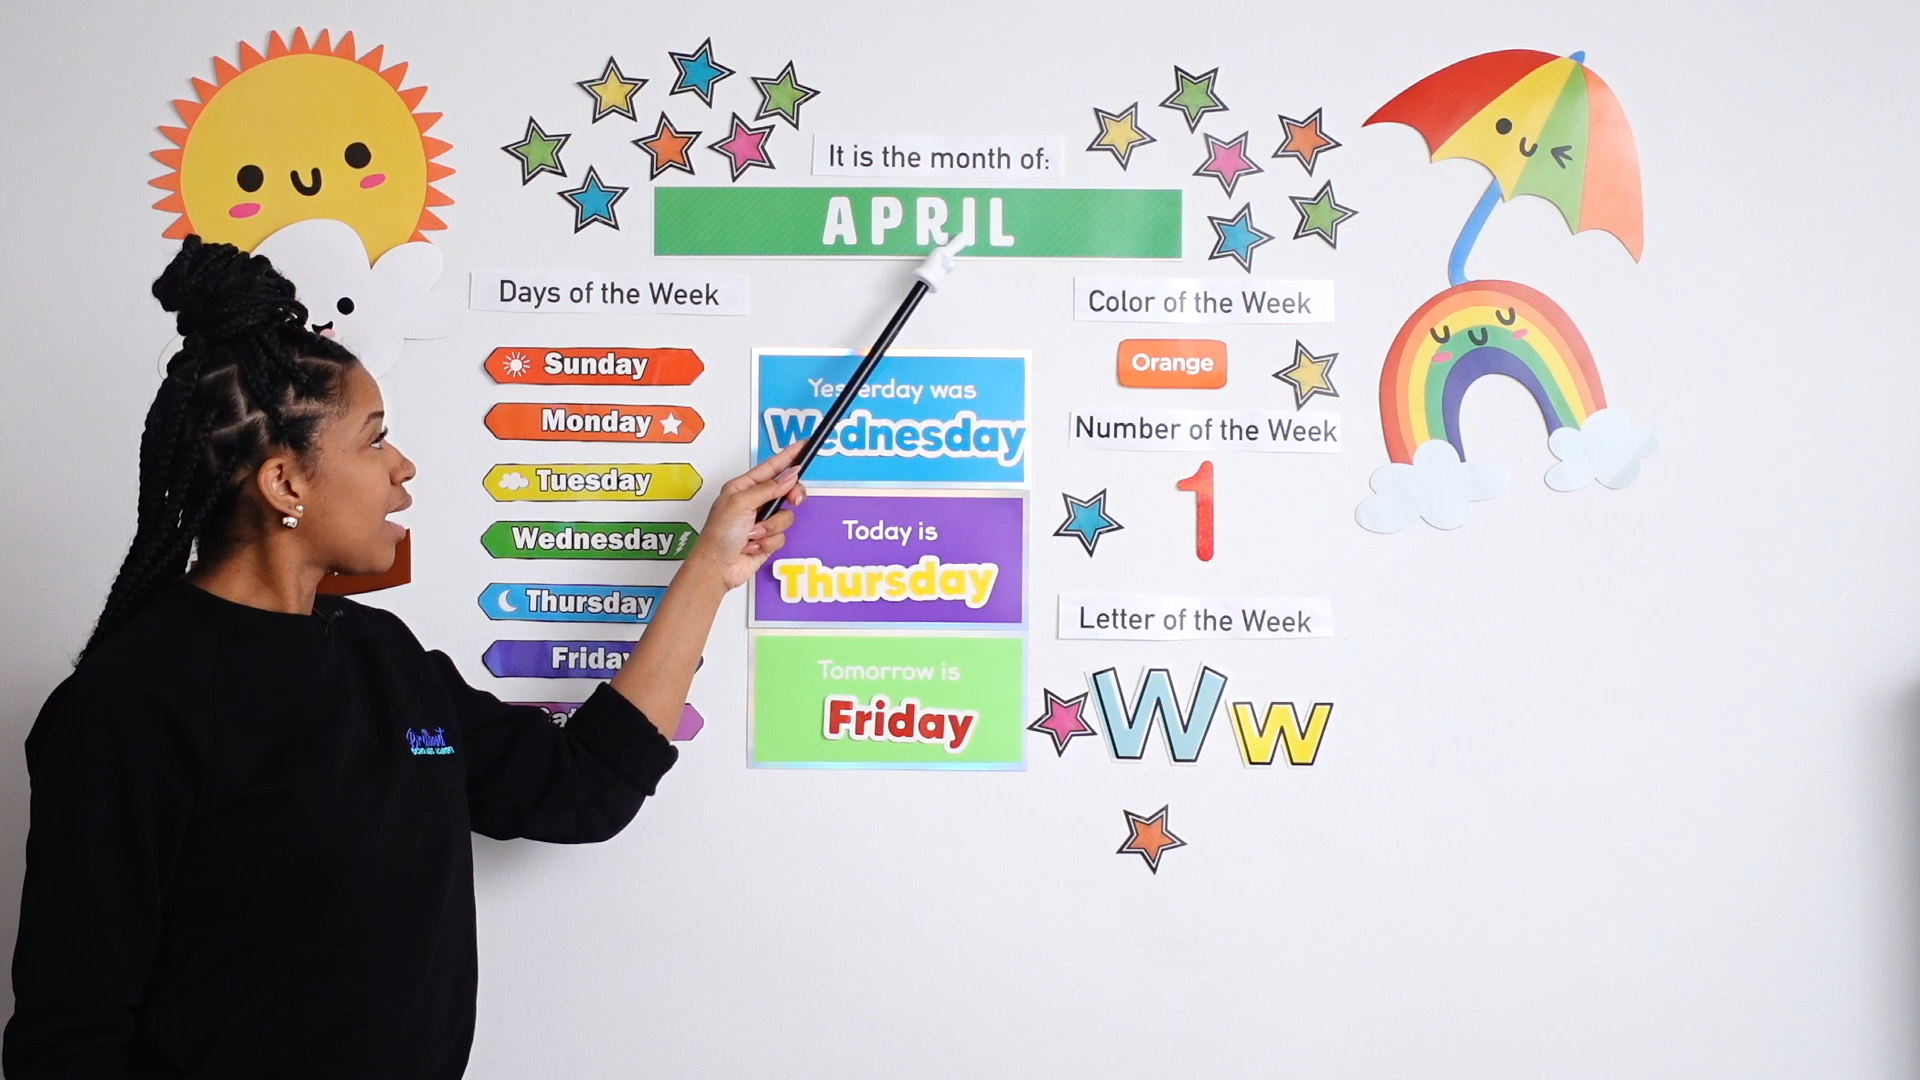 It is the month of:
APRIL
Days of the Week
Sunday
Monday
Tuesday
Wednesday
Thursday
Friday
Yesterday was
Wednesday
Today is
Thursday
Tomorrow is
Friday
Color of the Week
Orange
Number of the Week
1
Letter of the Week
W w
Brilliant